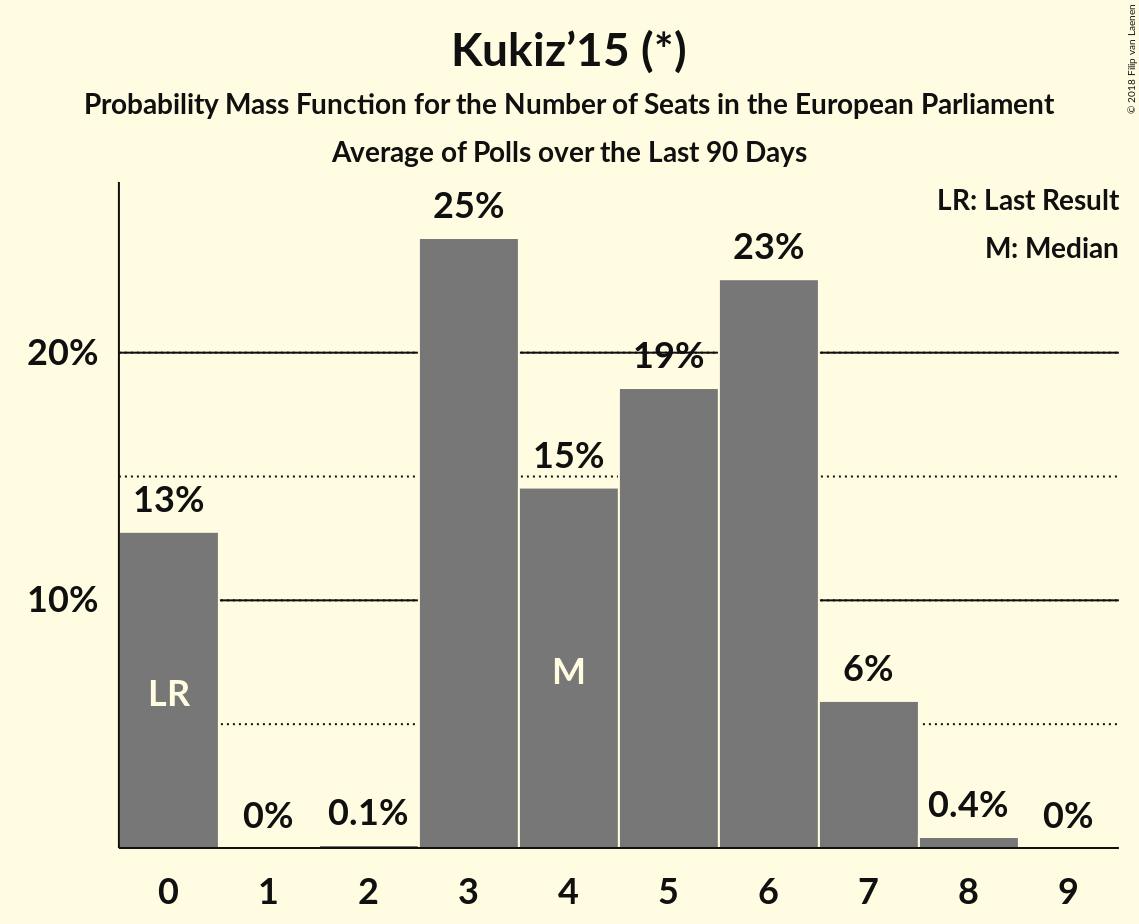 Kukiz’15 (*)
Probability Mass Function for the Number of Seats in the European Parliament
Average of Polls over the Last 90 Days
© 2018 Filip van Laenen
LR: Last Result
M: Median
25%
23%
20%
19%
15%
13%
10%
LR
M
6%
0%
0.1%
0.4%
0%
0 1 2 3 4 5 6 7 8 9